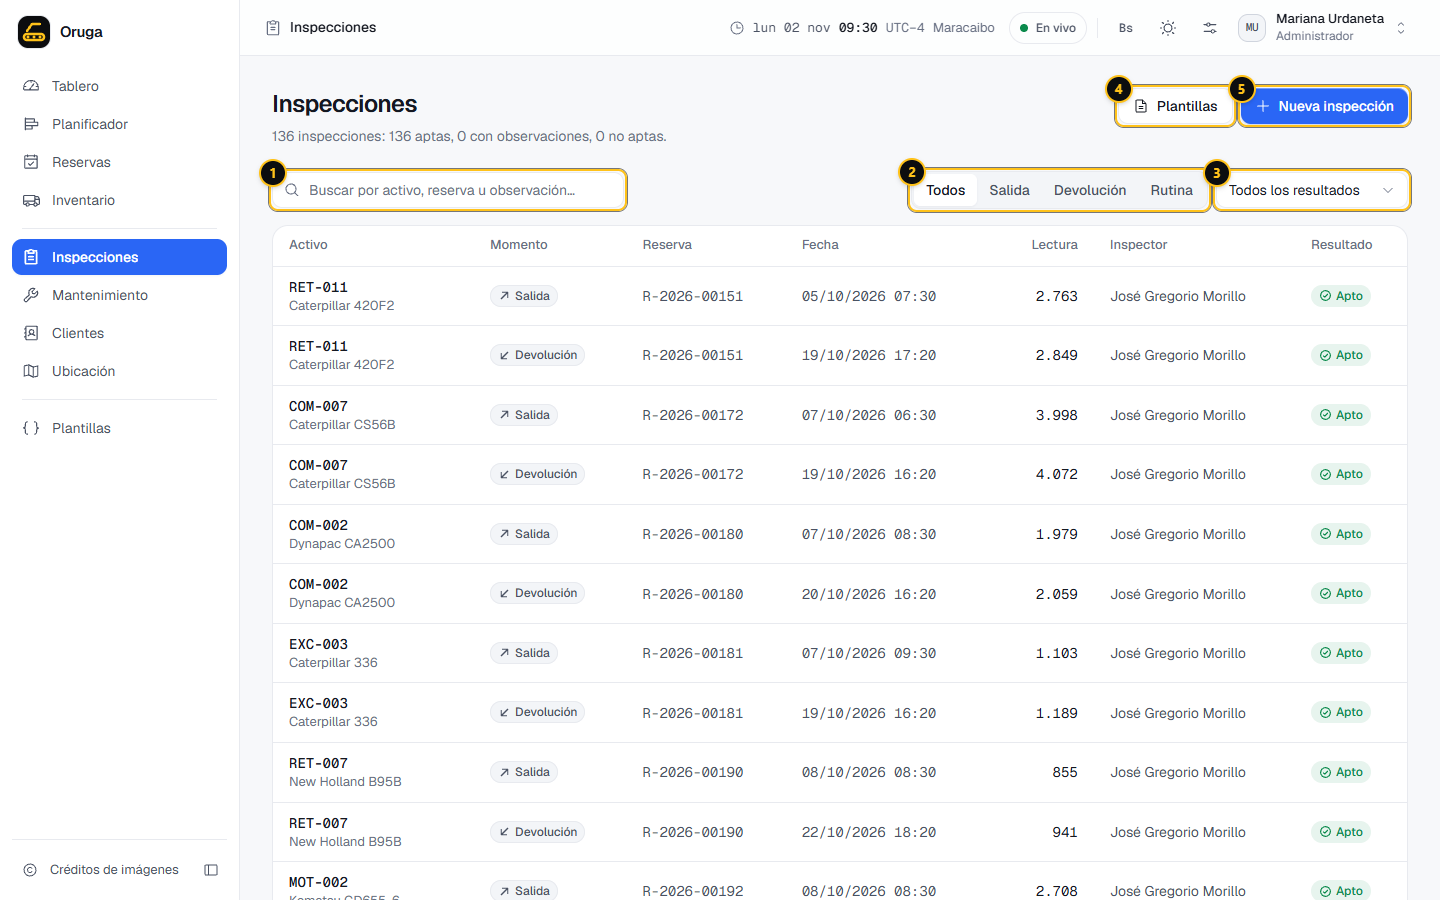 Oruga
Tablero
Planificador
Reservas
Inventario
Inspecciones
Mantenimiento
Clientes
Ubicación
Plantillas
Créditos de imágenes
Inspecciones
lun 02 nov 09:30 UTC-4 Maracaibo
En vivo
Bs
MU
Mariana Urdaneta
Administrador
Inspecciones
136 inspecciones: 136 aptas, 0 con observaciones, 0 no aptas.
4
Plantillas
5
Nueva inspección
1
Buscar por activo, reserva u observación...
2
Todos Salida Devolución Rutina
3
Todos los resultados
Activo Momento Reserva Fecha Lectura Inspector Resultado
RET-011
Caterpillar 420F2
Salida R-2026-00151 05/10/2026 07:30 2.763 José Gregorio Morillo Apto
RET-011
Caterpillar 420F2
Devolución R-2026-00151 19/10/2026 17:20 2.849 José Gregorio Morillo Apto
COM-007
Caterpillar CS56B
Salida R-2026-00172 07/10/2026 06:30 3.998 José Gregorio Morillo Apto
COM-007
Caterpillar CS56B
Devolución R-2026-00172 19/10/2026 16:20 4.072 José Gregorio Morillo Apto
COM-002
Dynapac CA2500
Salida R-2026-00180 07/10/2026 08:30 1.979 José Gregorio Morillo Apto
COM-002
Dynapac CA2500
Devolución R-2026-00180 20/10/2026 16:20 2.059 José Gregorio Morillo Apto
EXC-003
Caterpillar 336
Salida R-2026-00181 07/10/2026 09:30 1.103 José Gregorio Morillo Apto
EXC-003
Caterpillar 336
Devolución R-2026-00181 19/10/2026 16:20 1.189 José Gregorio Morillo Apto
RET-007
New Holland B95B
Salida R-2026-00190 08/10/2026 08:30 855 José Gregorio Morillo Apto
RET-007
New Holland B95B
Devolución R-2026-00190 22/10/2026 18:20 941 José Gregorio Morillo Apto
MOT-002
Salida R-2026-00192 08/10/2026 08:30 2.708 José Gregorio Morillo Apto